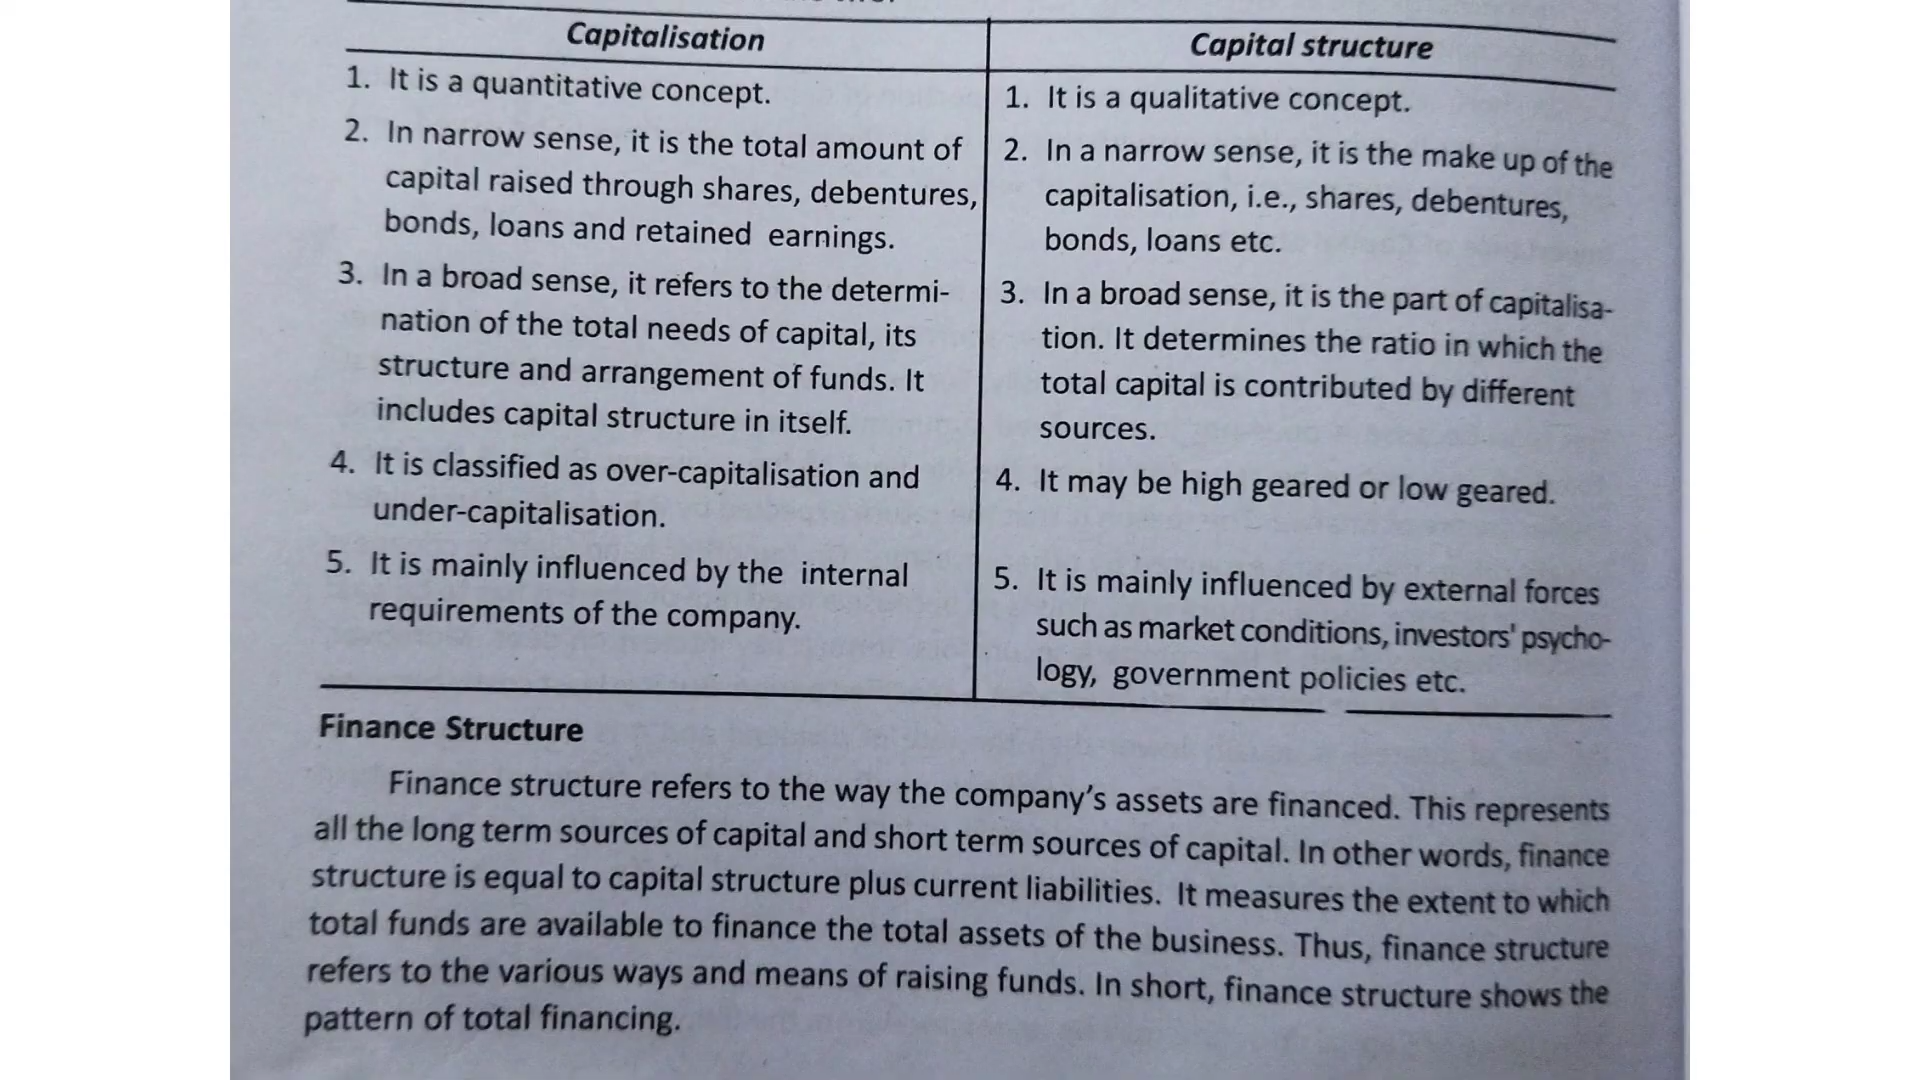 Capitalisation
1. It is a quantitative concept.
2. In narrow sense, it is the total amount of
capital raised through shares, debentures,
bonds, loans and retained earnings.
3. In a broad sense, it refers to the determi-
nation of the total needs of capital, its
structure and arrangement of funds. It
includes capital structure in itself.
4. It is classified as over-capitalisation and
under-capitalisation.
5. It is mainly influenced by the internal
requirements of the company.
Capital structure
1. It is a qualitative concept.
2. In a narrow sense, it is the make up of the
capitalisation, i.e., shares, debentures,
bonds, loans etc.
3. In a broad sense, it is the part of capitalisa-
tion. It determines the ratio in which the
total capital is contributed by different
sources.
4. It may be high geared or low geared.
5. It is mainly influenced by external forces
such as market conditions, investors' psycho-
logy, government policies etc.
Finance Structure
Finance structure refers to the way the company's assets are financed. This represents
all the long term sources of capital and short term sources of capital. In other words, finance
structure is equal to capital structure plus current liabilities. It measures the extent to which
total funds are available to finance the total assets of the business. Thus, finance structure
refers to the various ways and means of raising funds. In short, finance structure shows the
pattern of total financing.